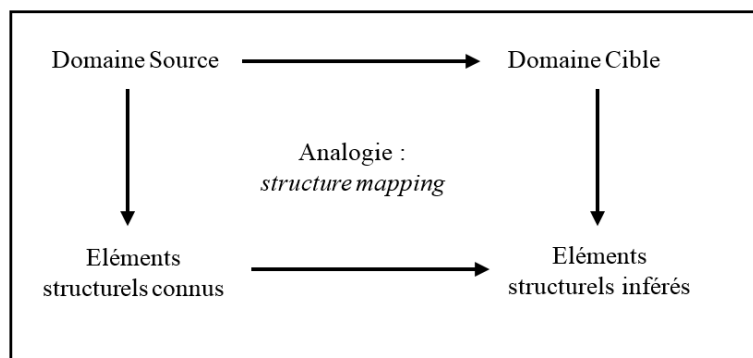 Domaine Source
Domaine Cible
Analogie :
structure mapping
Eléments
structurels connus
Eléments
structurels inférés